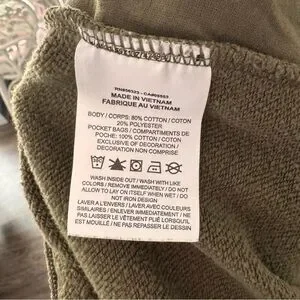 MADE IN VIETNAM
FABRIQUE AU VIETNAM
BODY / CORPS: 80% COTTON / COTON
20% POLYESTER
POCKET BAGS / COMPARTIMENTS DE
POCHE: 100% COTTON / COTON
EXCLUSIVE OF DECORATION /
DECORATION NON COMPRISE
WASH INSIDE OUT / WASH WITH LIKE
COLORS / REMOVE IMMEDIATELY / DO NOT
ALLOW TO LAY ON ITSELF WHEN WET / DO
NOT IRON DESIGN
LAVER A L'ENVERS / LAVER AVEC COULEURS
SIMILAIRES / ENLEVER IMMEDIATEMENT / NE
PAS LAISSER LE VÊTEMENT PLIÉ LORSQU'IL
EST MOUILLÉ / NE PAS REPASSER LE DESSIN